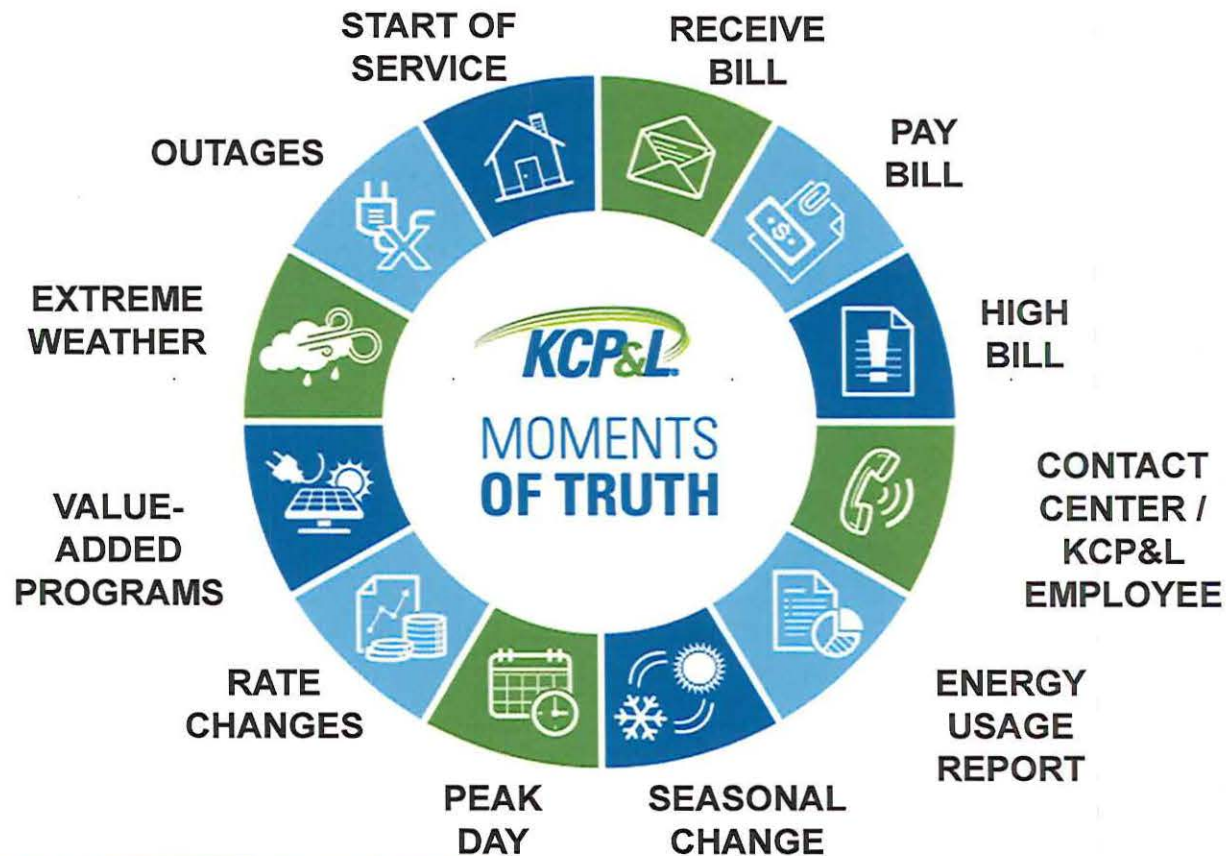 START OF
SERVICE
RECEIVE
BILL
PAY
BILL
HIGH
BILL
CONTACT
CENTER /
KCP&L
EMPLOYEE
ENERGY
USAGE
REPORT
SEASONAL
CHANGE
PEAK
DAY
RATE
CHANGES
VALUE-
ADDED
PROGRAMS
EXTREME
WEATHER
OUTAGES
$
KCP&L
MOMENTS
OF TRUTH